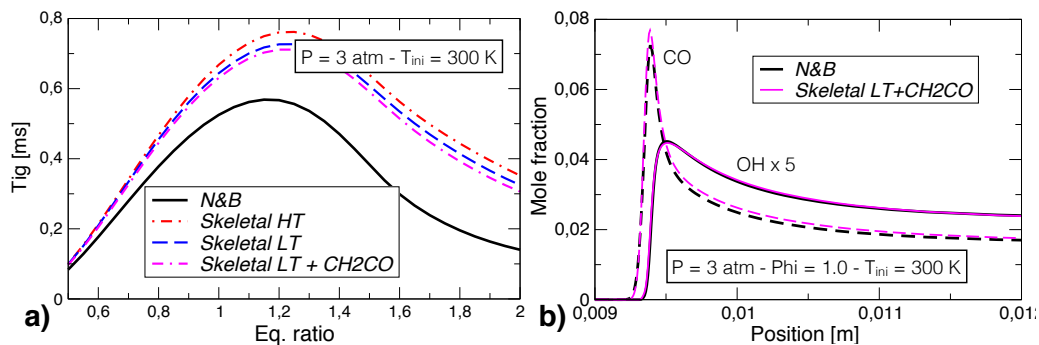 0,8
0,6
0,4
0,2
0
Tig [ms]
P = 3 atm - Tini = 300 K
N&B
Skeletal HT
Skeletal LT
Skeletal LT + CH2CO
0,6 0,8 1 1,2 1,4 1,6 1,8 2
Eq. ratio
a)
0,08
0,06
0,04
0,02
0
Mole fraction
CO
N&B
Skeletal LT+CH2CO
OH x 5
P = 3 atm - Phi = 1.0 - Tini = 300 K
0,009 0,01 0,011 0,012
Position [m]
b)